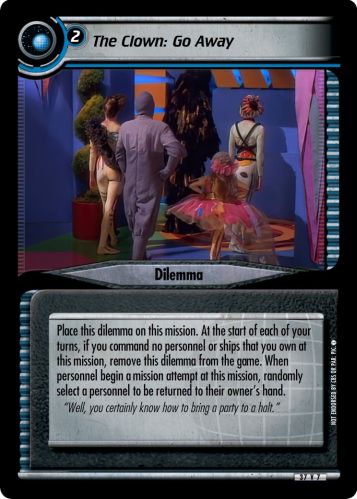 2
The Clown: Go Away
Dilemma
Place this dilemma on this mission. At the start of each of your
turns, if you command no personnel or ships that you own at
this mission, remove this dilemma from the game. When
personnel begin a mission attempt at this mission, randomly
select a personnel to be returned to their owner's hand.
"Well, you certainly know how to bring a party to a halt."
NOT ENDORSED BY CBS OR PAR. PIC.
37 V 7